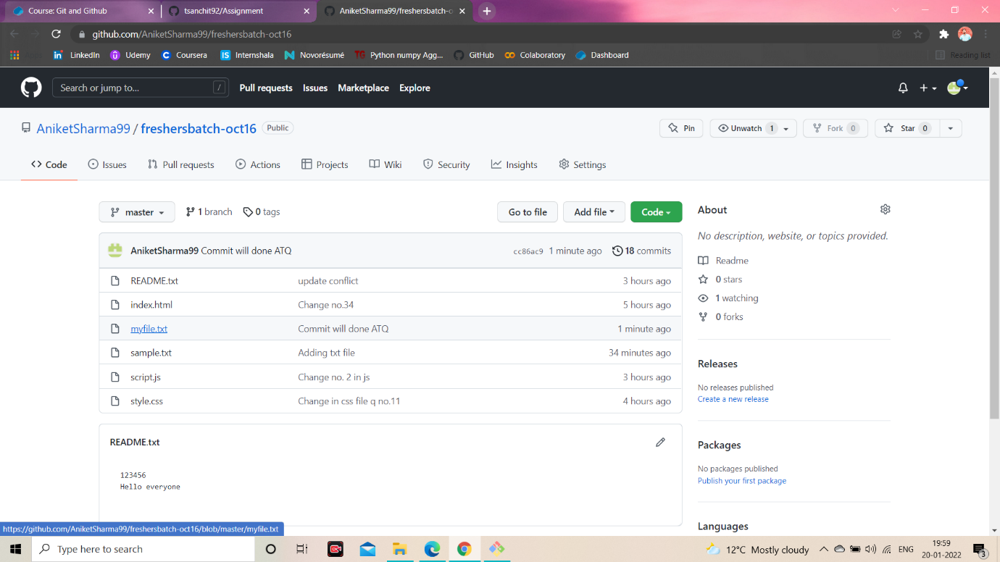 Course: Git and Github
tsanchit92/Assignment
AniketSharma99/freshersbatch-o
github.com/AniketSharma99/freshersbatch-oct16
Apps
LinkedIn
Udemy
Coursera
Internshala
Novorésumé
Python numpy Agg...
GitHub
Colaboratory
Dashboard
Reading list
Search or jump to...
/
Pull requests
Issues
Marketplace
Explore
AniketSharma99 / freshersbatch-oct16
Public
Pin
Unwatch 1
Fork 0
Star 0
Code
Issues
Pull requests
Actions
Projects
Wiki
Security
Insights
Settings
master
1 branch
0 tags
Go to file
Add file
Code
AniketSharma99 Commit will done ATQ
cc86ac9 1 minute ago
18 commits
README.txt update conflict 3 hours ago
index.html Change no.34 5 hours ago
myfile.txt Commit will done ATQ 1 minute ago
sample.txt Adding txt file 34 minutes ago
script.js Change no. 2 in js 3 hours ago
style.css Change in css file q no.11 4 hours ago
README.txt
123456
Hello everyone
About
No description, website, or topics provided.
Readme
0 stars
1 watching
0 forks
Releases
No releases published
Create a new release
Packages
No packages published
Publish your first package
Languages
https://github.com/AniketSharma99/freshersbatch-oct16/blob/master/myfile.txt
Type here to search
12°C Mostly cloudy
ENG
19:59
20-01-2022
3